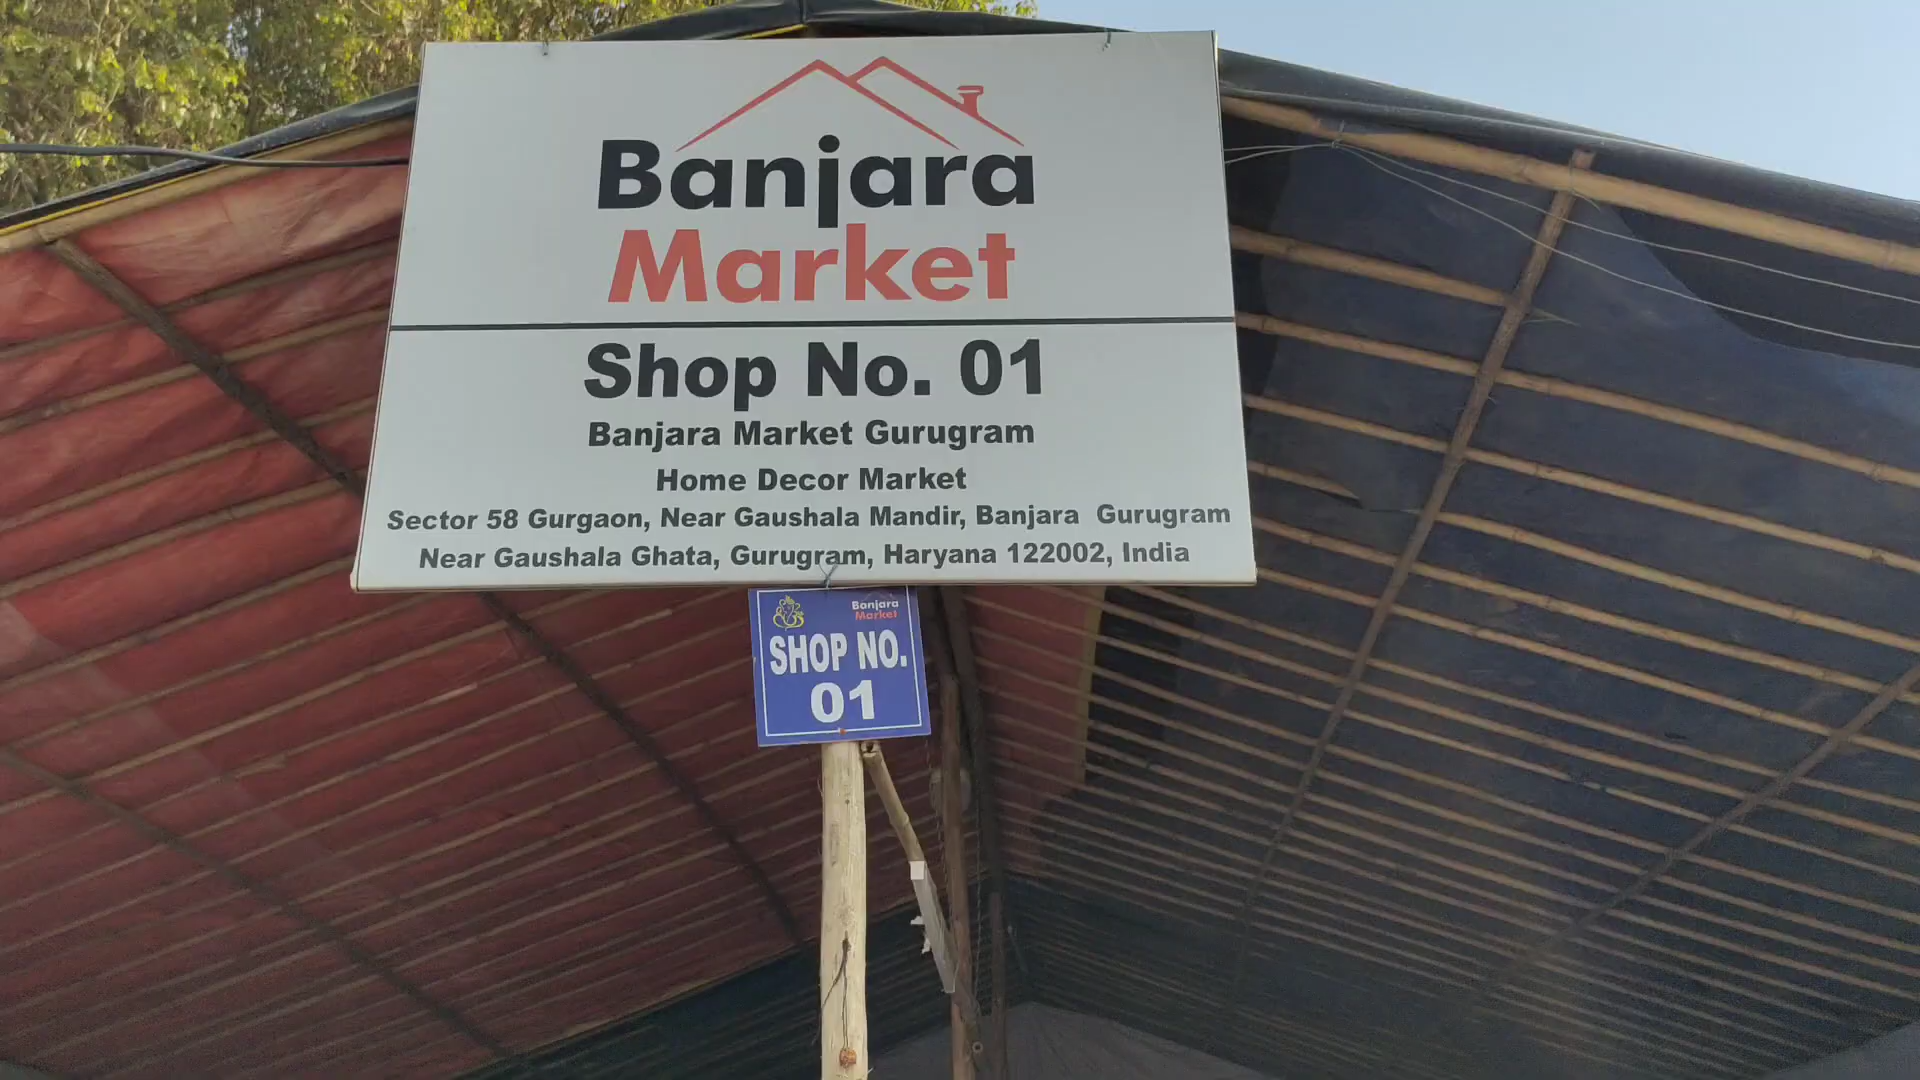 Banjara
Market
Shop No. 01
Banjara Market Gurugram
Home Decor Market
Sector 58 Gurgaon, Near Gaushala Mandir, Banjara Gurugram
Near Gaushala Ghata, Gurugram, Haryana 122002, India
Banjara
Market
SHOP NO.
01